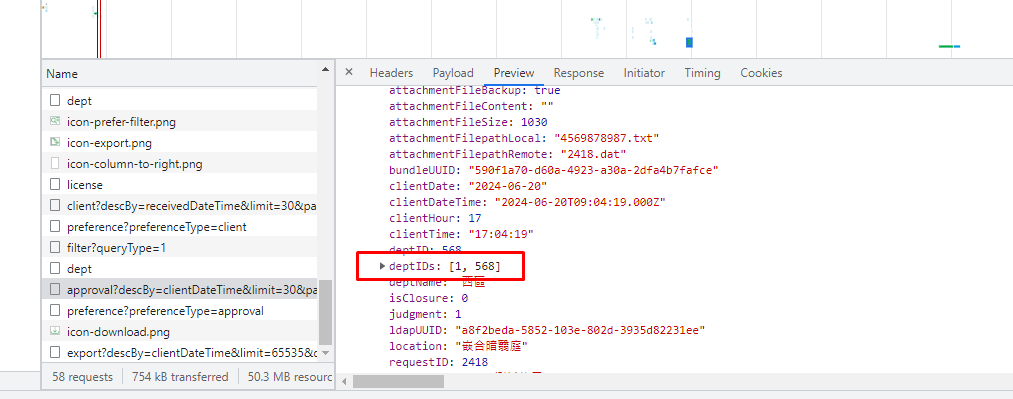 Name
dept
icon-prefer-filter.png
icon-export.png
icon-column-to-right.png
license
client?descBy=receivedDateTime&limit=30&pa
preference?preferenceType=client
filter?queryType=1
dept
approval?descBy=clientDateTime&limit=30&pa
preference?preferenceType=approval
icon-download.png
export?descBy=clientDateTime&limit=65535&c
58 requests 754 kB transferred 50.3 MB resourc
× Headers Payload Preview Response Initiator Timing Cookies
attachmentFileBackup: true
attachmentFileContent: ""
attachmentFileSize: 1030
attachmentFilepathLocal: "4569878987.txt"
attachmentFilepathRemote: "2418.dat"
bundleUUID: "590f1a70-d60a-4923-a30a-2dfa4b7fafce"
clientDate: "2024-06-20"
clientDateTime: "2024-06-20T09:04:19.000Z"
clientHour: 17
clientTime: "17:04:19"
deptID: 568
deptIDs: [1, 568]
deptName:
isClosure: 0
judgment: 1
ldapUUID: "a8f2beda-5852-103e-802d-3935d82231ee"
location:
requestID: 2418